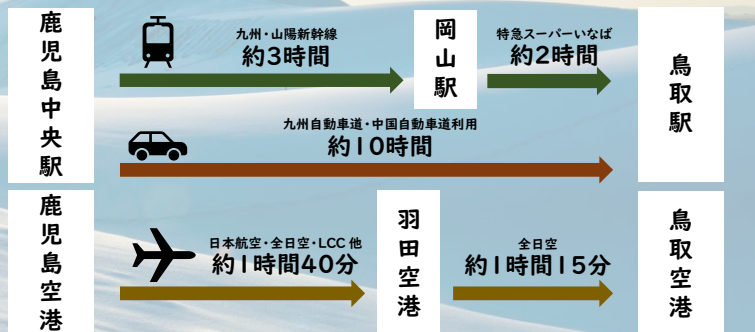 鹿児島中央駅
九州・山陽新幹線
約3時間
岡山駅
特急スーパーいなば
約2時間
鳥取駅
九州自動車道・中国自動車道利用
約10時間
鹿児島空港
日本航空・全日空・LCC 他
約1時間40分
羽田空港
全日空
約1時間15分
鳥取空港